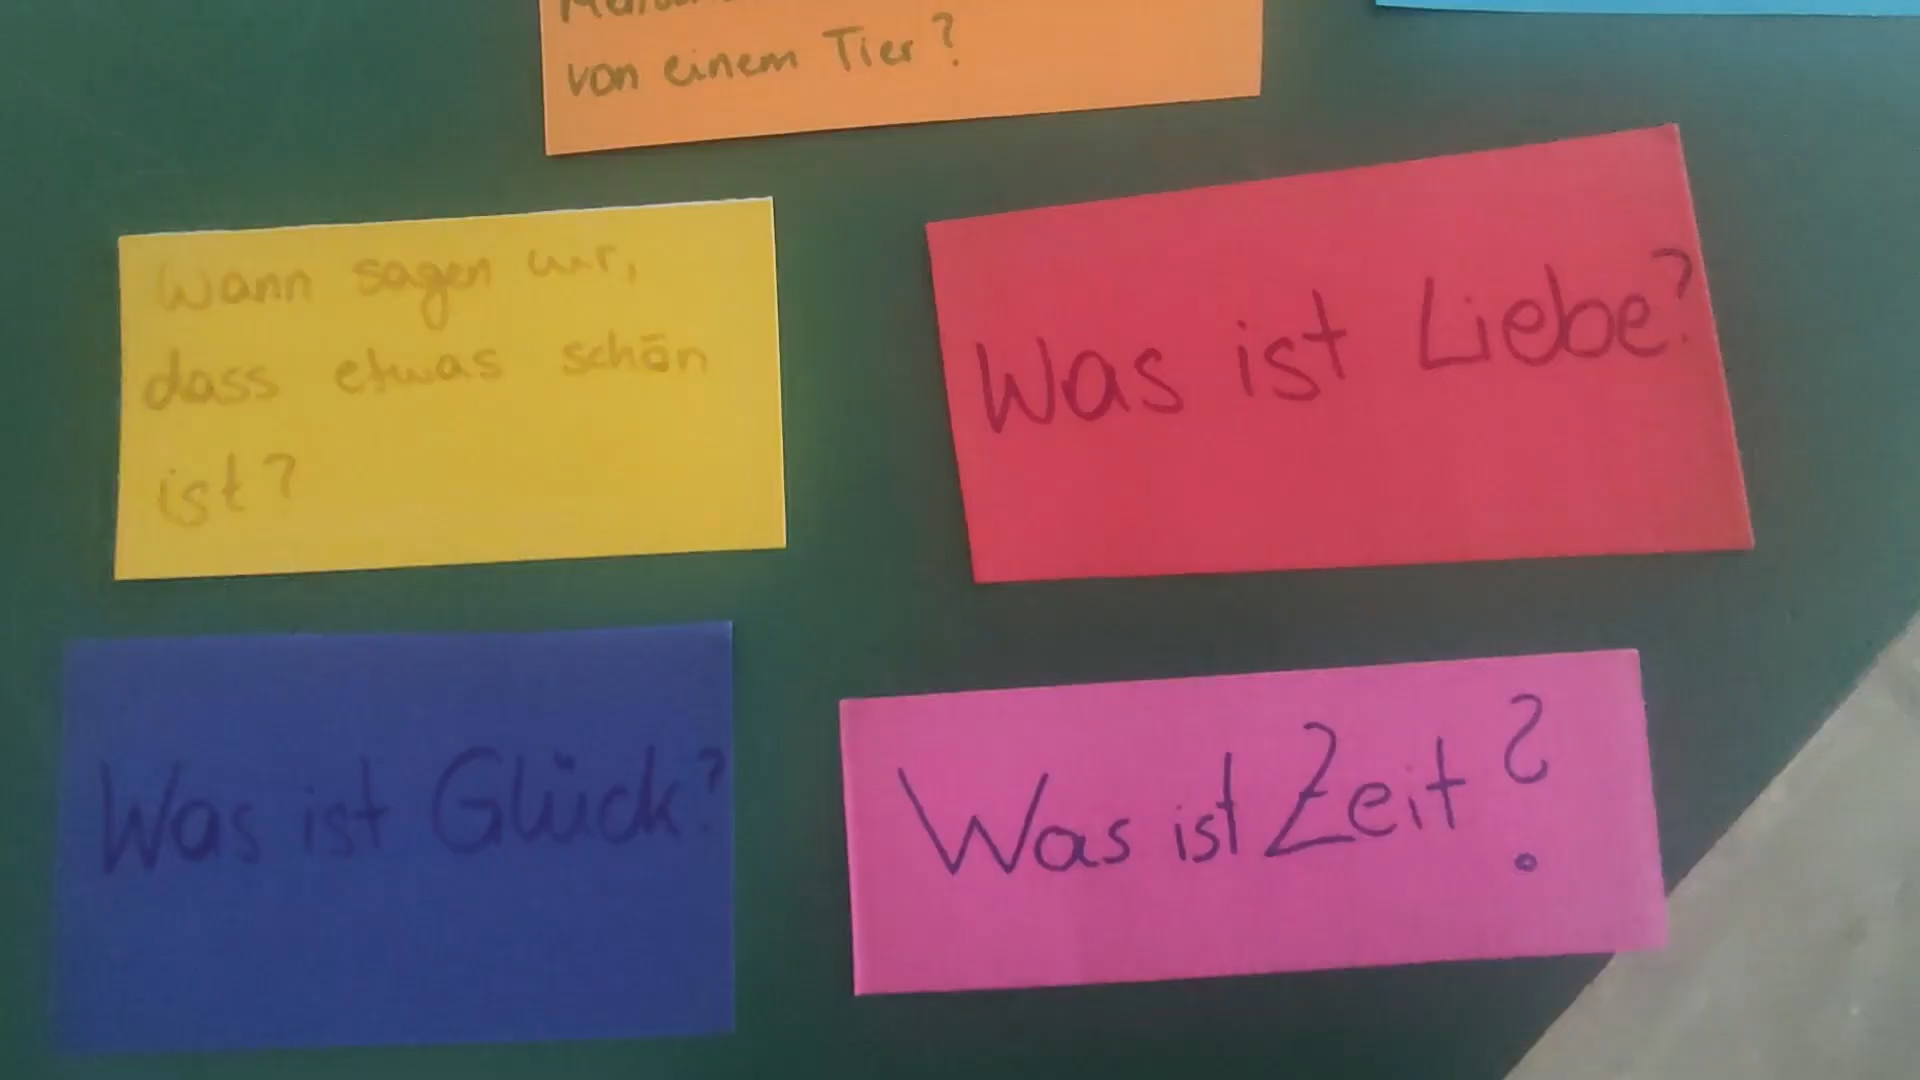 von einem Tier?
Wann sagen wir,
dass etwas schön
ist?
Was ist Liebe?
Was ist Glück?
Was ist Zeit?